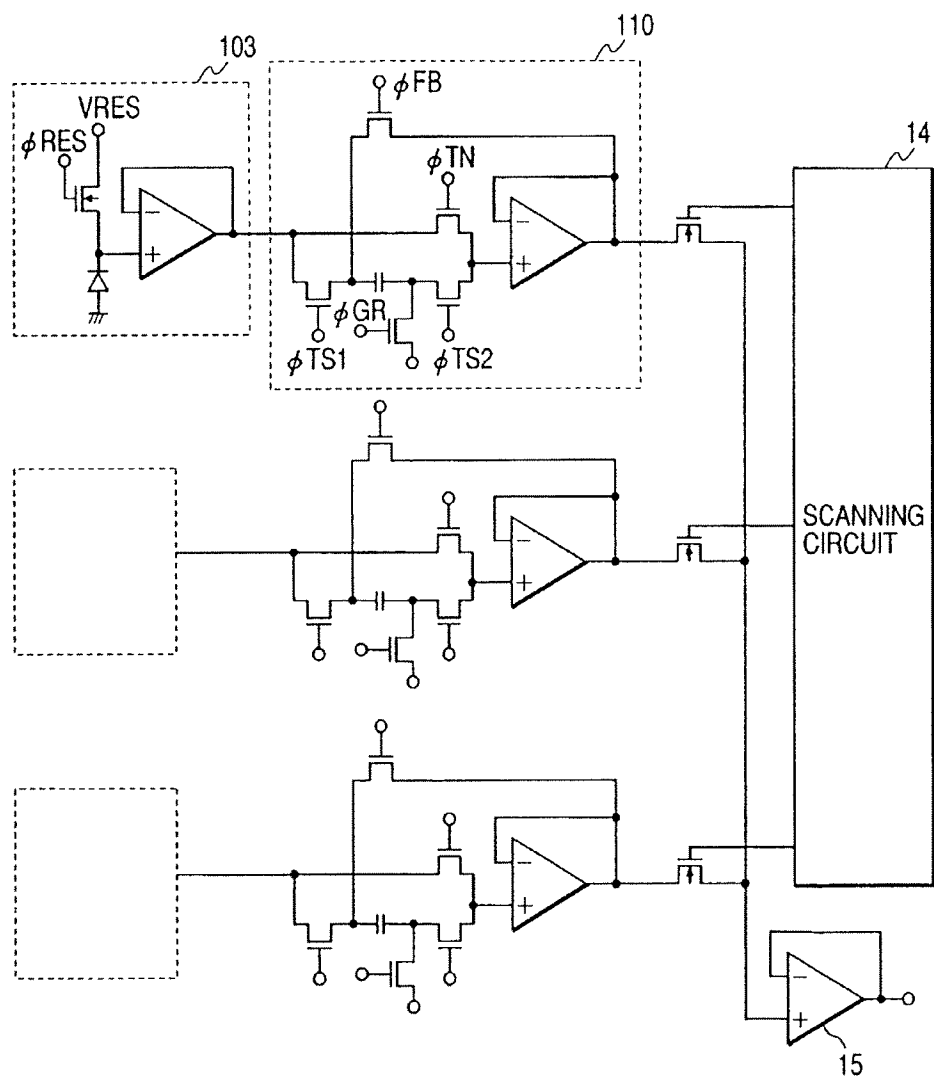 103
110
VRES
φRES
φFB
φTN
14
−
+
−
+
φGR
φTS1
φTS2
−
+
SCANNING
CIRCUIT
−
+
−
+
15